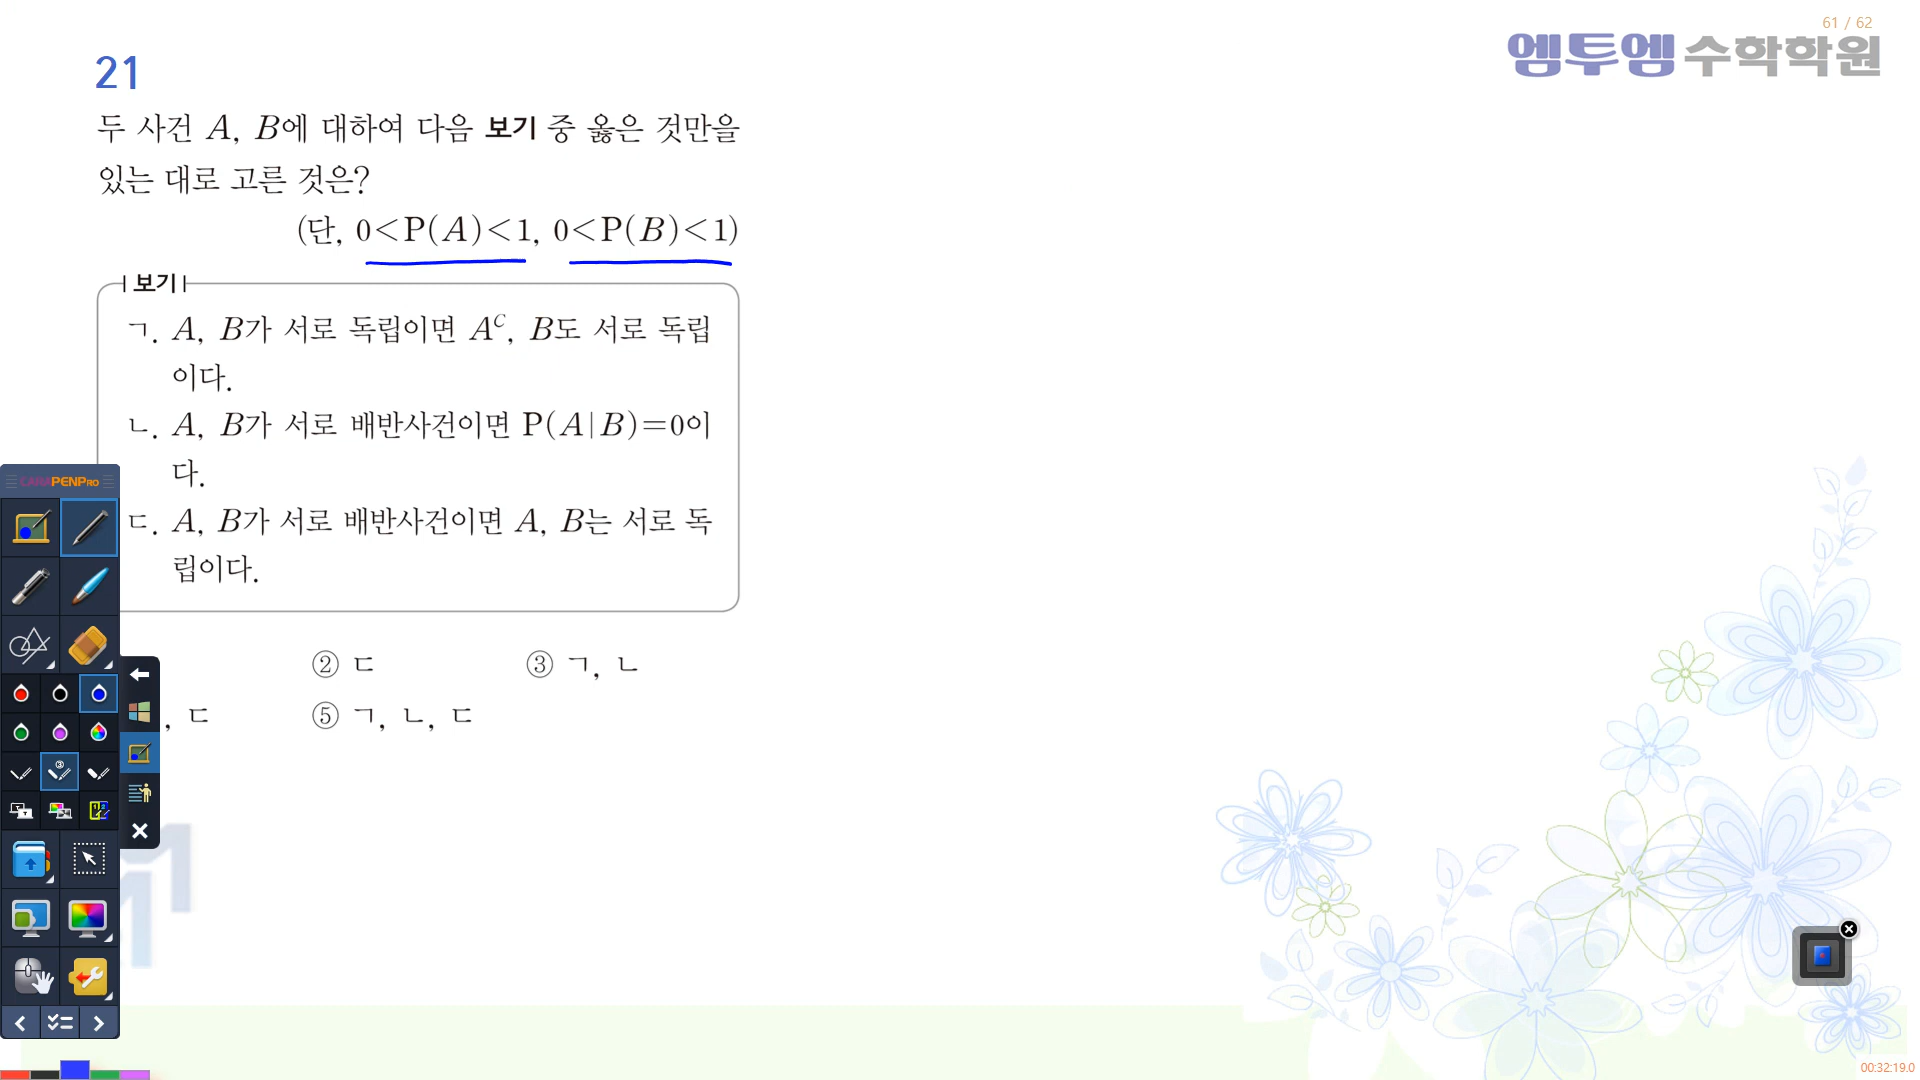 61 / 62
엠투엠수학학원
21
두 사건 A, B에 대하여 다음 보기 중 옳은 것만을
있는 대로 고른 것은?
(단, 0<P(A)<1, 0<P(B)<1)
보기
ㄱ. A, B가 서로 독립이면 Aᶜ, B도 서로 독립
이다.
ㄴ. A, B가 서로 배반사건이면 P(A|B)=0이
다.
ㄷ. A, B가 서로 배반사건이면 A, B는 서로 독
립이다.
② ㄷ ③ ㄱ, ㄴ
, ㄷ ⑤ ㄱ, ㄴ, ㄷ
PENPRO
00:32:19.0